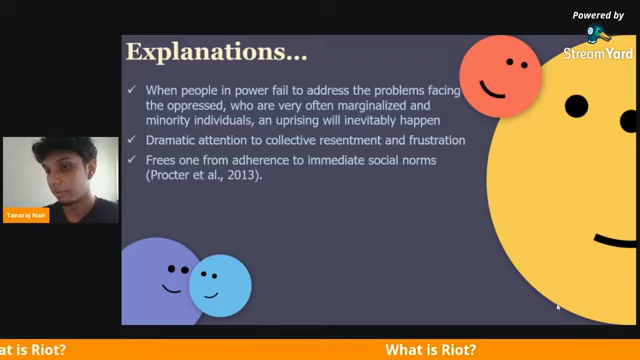 Powered by
StreamYard
Explanations...
✓ When people in power fail to address the problems facing
the oppressed, who are very often marginalized and
minority individuals, an uprising will inevitably happen
✓ Dramatic attention to collective resentment and frustration
✓ Frees one from adherence to immediate social norms
(Procter et al., 2013).
Tanaraj Nair
at is Riot?
What is Riot?